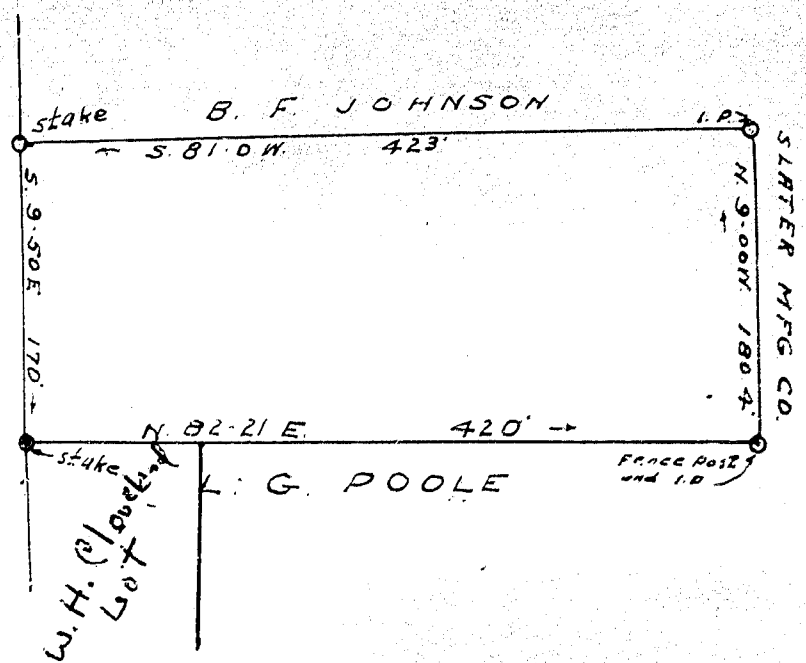 B. F. JOHNSON
stake
I. P.
S. 81-0 W. 423'
S. 9-50 E. 170'
N. 9-00 W. 180.4'
SLATER MFG CO.
N. 82-21 E. 420'
stake
Fence post
and I.P
L. G. POOLE
W. H.
Lot